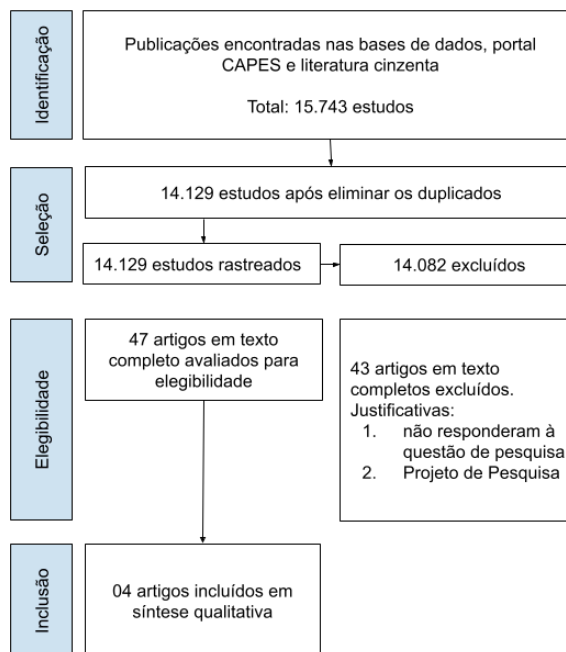 Identificação
Publicações encontradas nas bases de dados, portal
CAPES e literatura cinzenta
Total: 15.743 estudos
Seleção
14.129 estudos após eliminar os duplicados
14.129 estudos rastreados
14.082 excluídos
Elegibilidade
47 artigos em texto
completo avaliados para
elegibilidade
43 artigos em texto
completos excluídos.
Justificativas:
1. não responderam à
questão de pesquisa
2. Projeto de Pesquisa
Inclusão
04 artigos incluídos em
síntese qualitativa